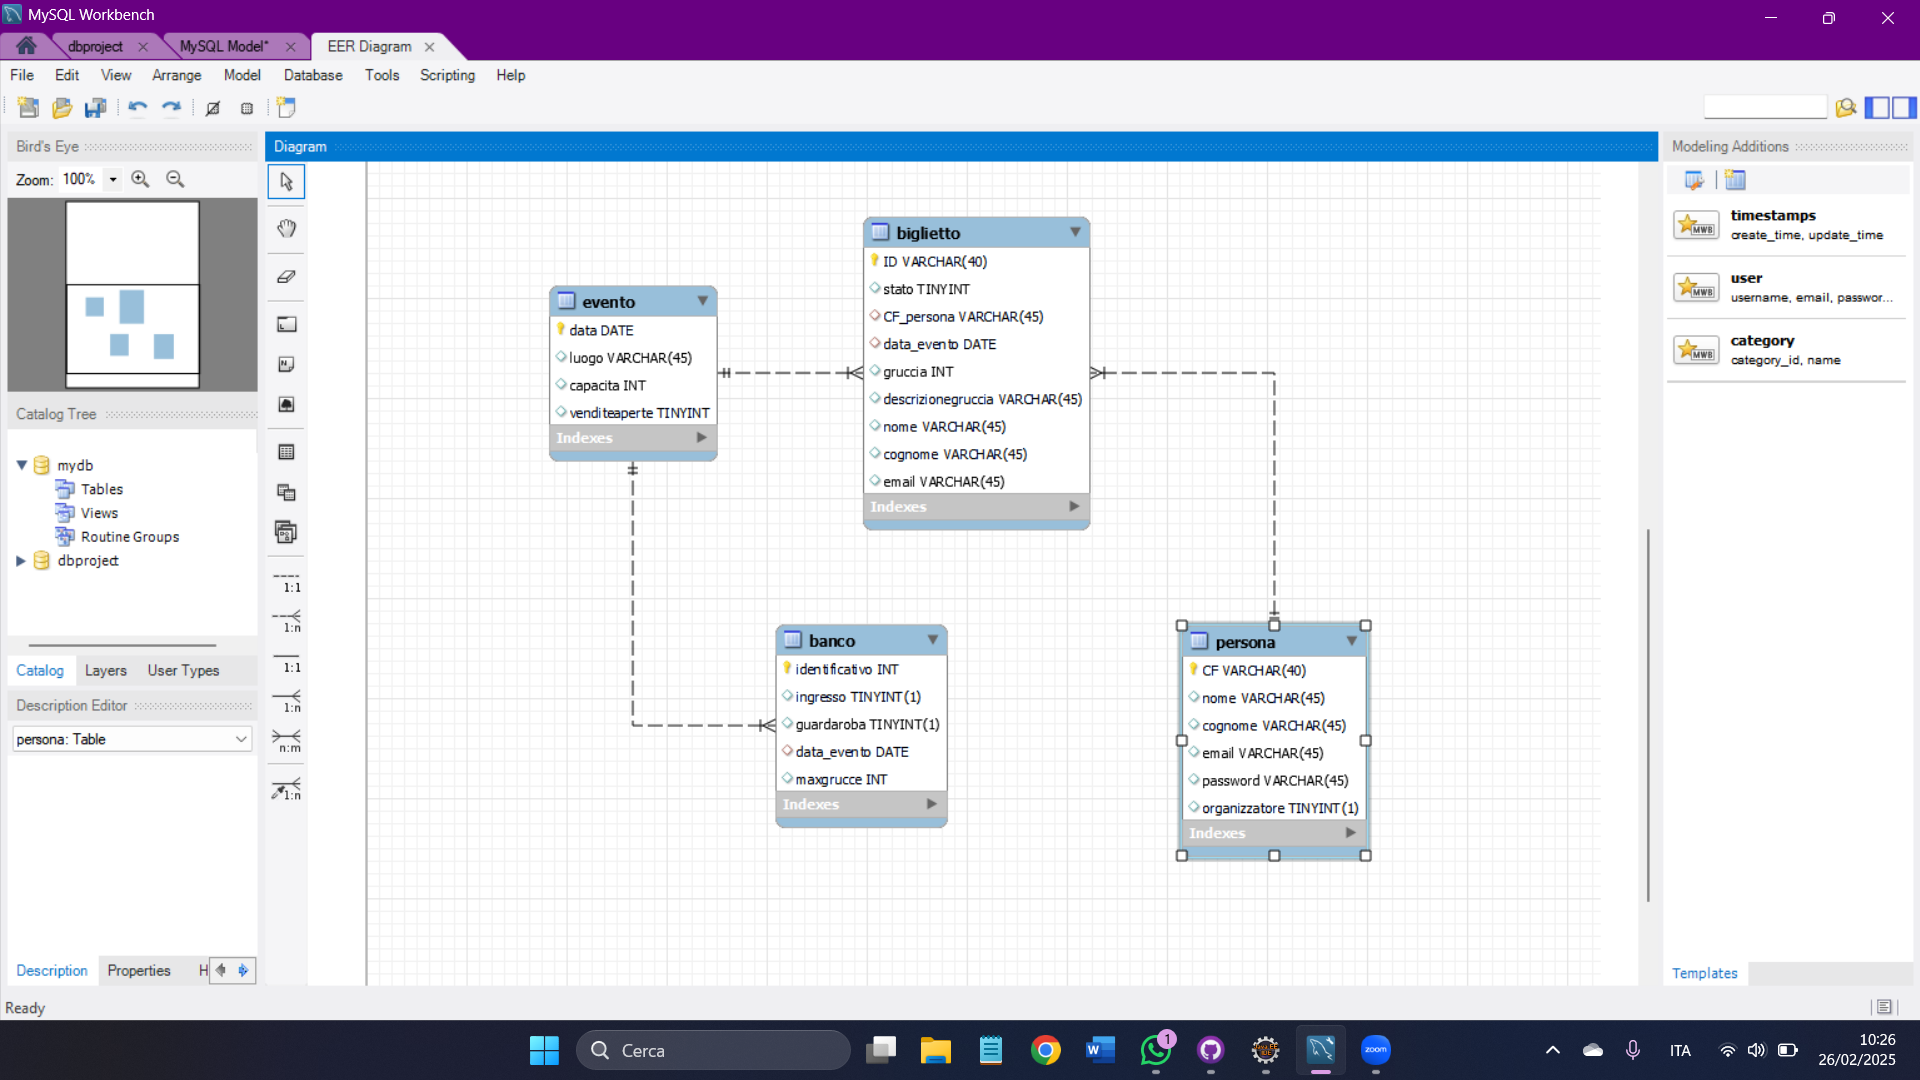 MySQL Workbench
dbproject
MySQL Model*
EER Diagram
File Edit View Arrange Model Database Tools Scripting Help
Bird's Eye
Zoom: 100%
Catalog Tree
mydb
Tables
Views
Routine Groups
dbproject
Catalog Layers User Types
Description Editor
persona: Table
Description Properties H
Ready
Diagram
1:1
1:n
1:1
1:n
n:m
1:n
evento
data DATE
luogo VARCHAR(45)
capacita INT
venditeaperte TINYINT
Indexes
biglietto
ID VARCHAR(40)
stato TINYINT
CF_persona VARCHAR(45)
data_evento DATE
gruccia INT
descrizionegruccia VARCHAR(45)
nome VARCHAR(45)
cognome VARCHAR(45)
email VARCHAR(45)
Indexes
banco
identificativo INT
ingresso TINYINT(1)
guardaroba TINYINT(1)
data_evento DATE
maxgrucce INT
Indexes
persona
CF VARCHAR(40)
nome VARCHAR(45)
cognome VARCHAR(45)
email VARCHAR(45)
password VARCHAR(45)
organizzatore TINYINT(1)
Indexes
Modeling Additions
MWB
timestamps
create_time, update_time
MWB
user
username, email, passwor...
MWB
category
category_id, name
Templates
Cerca
W
1
IDE
zoom
ITA
10:26
26/02/2025